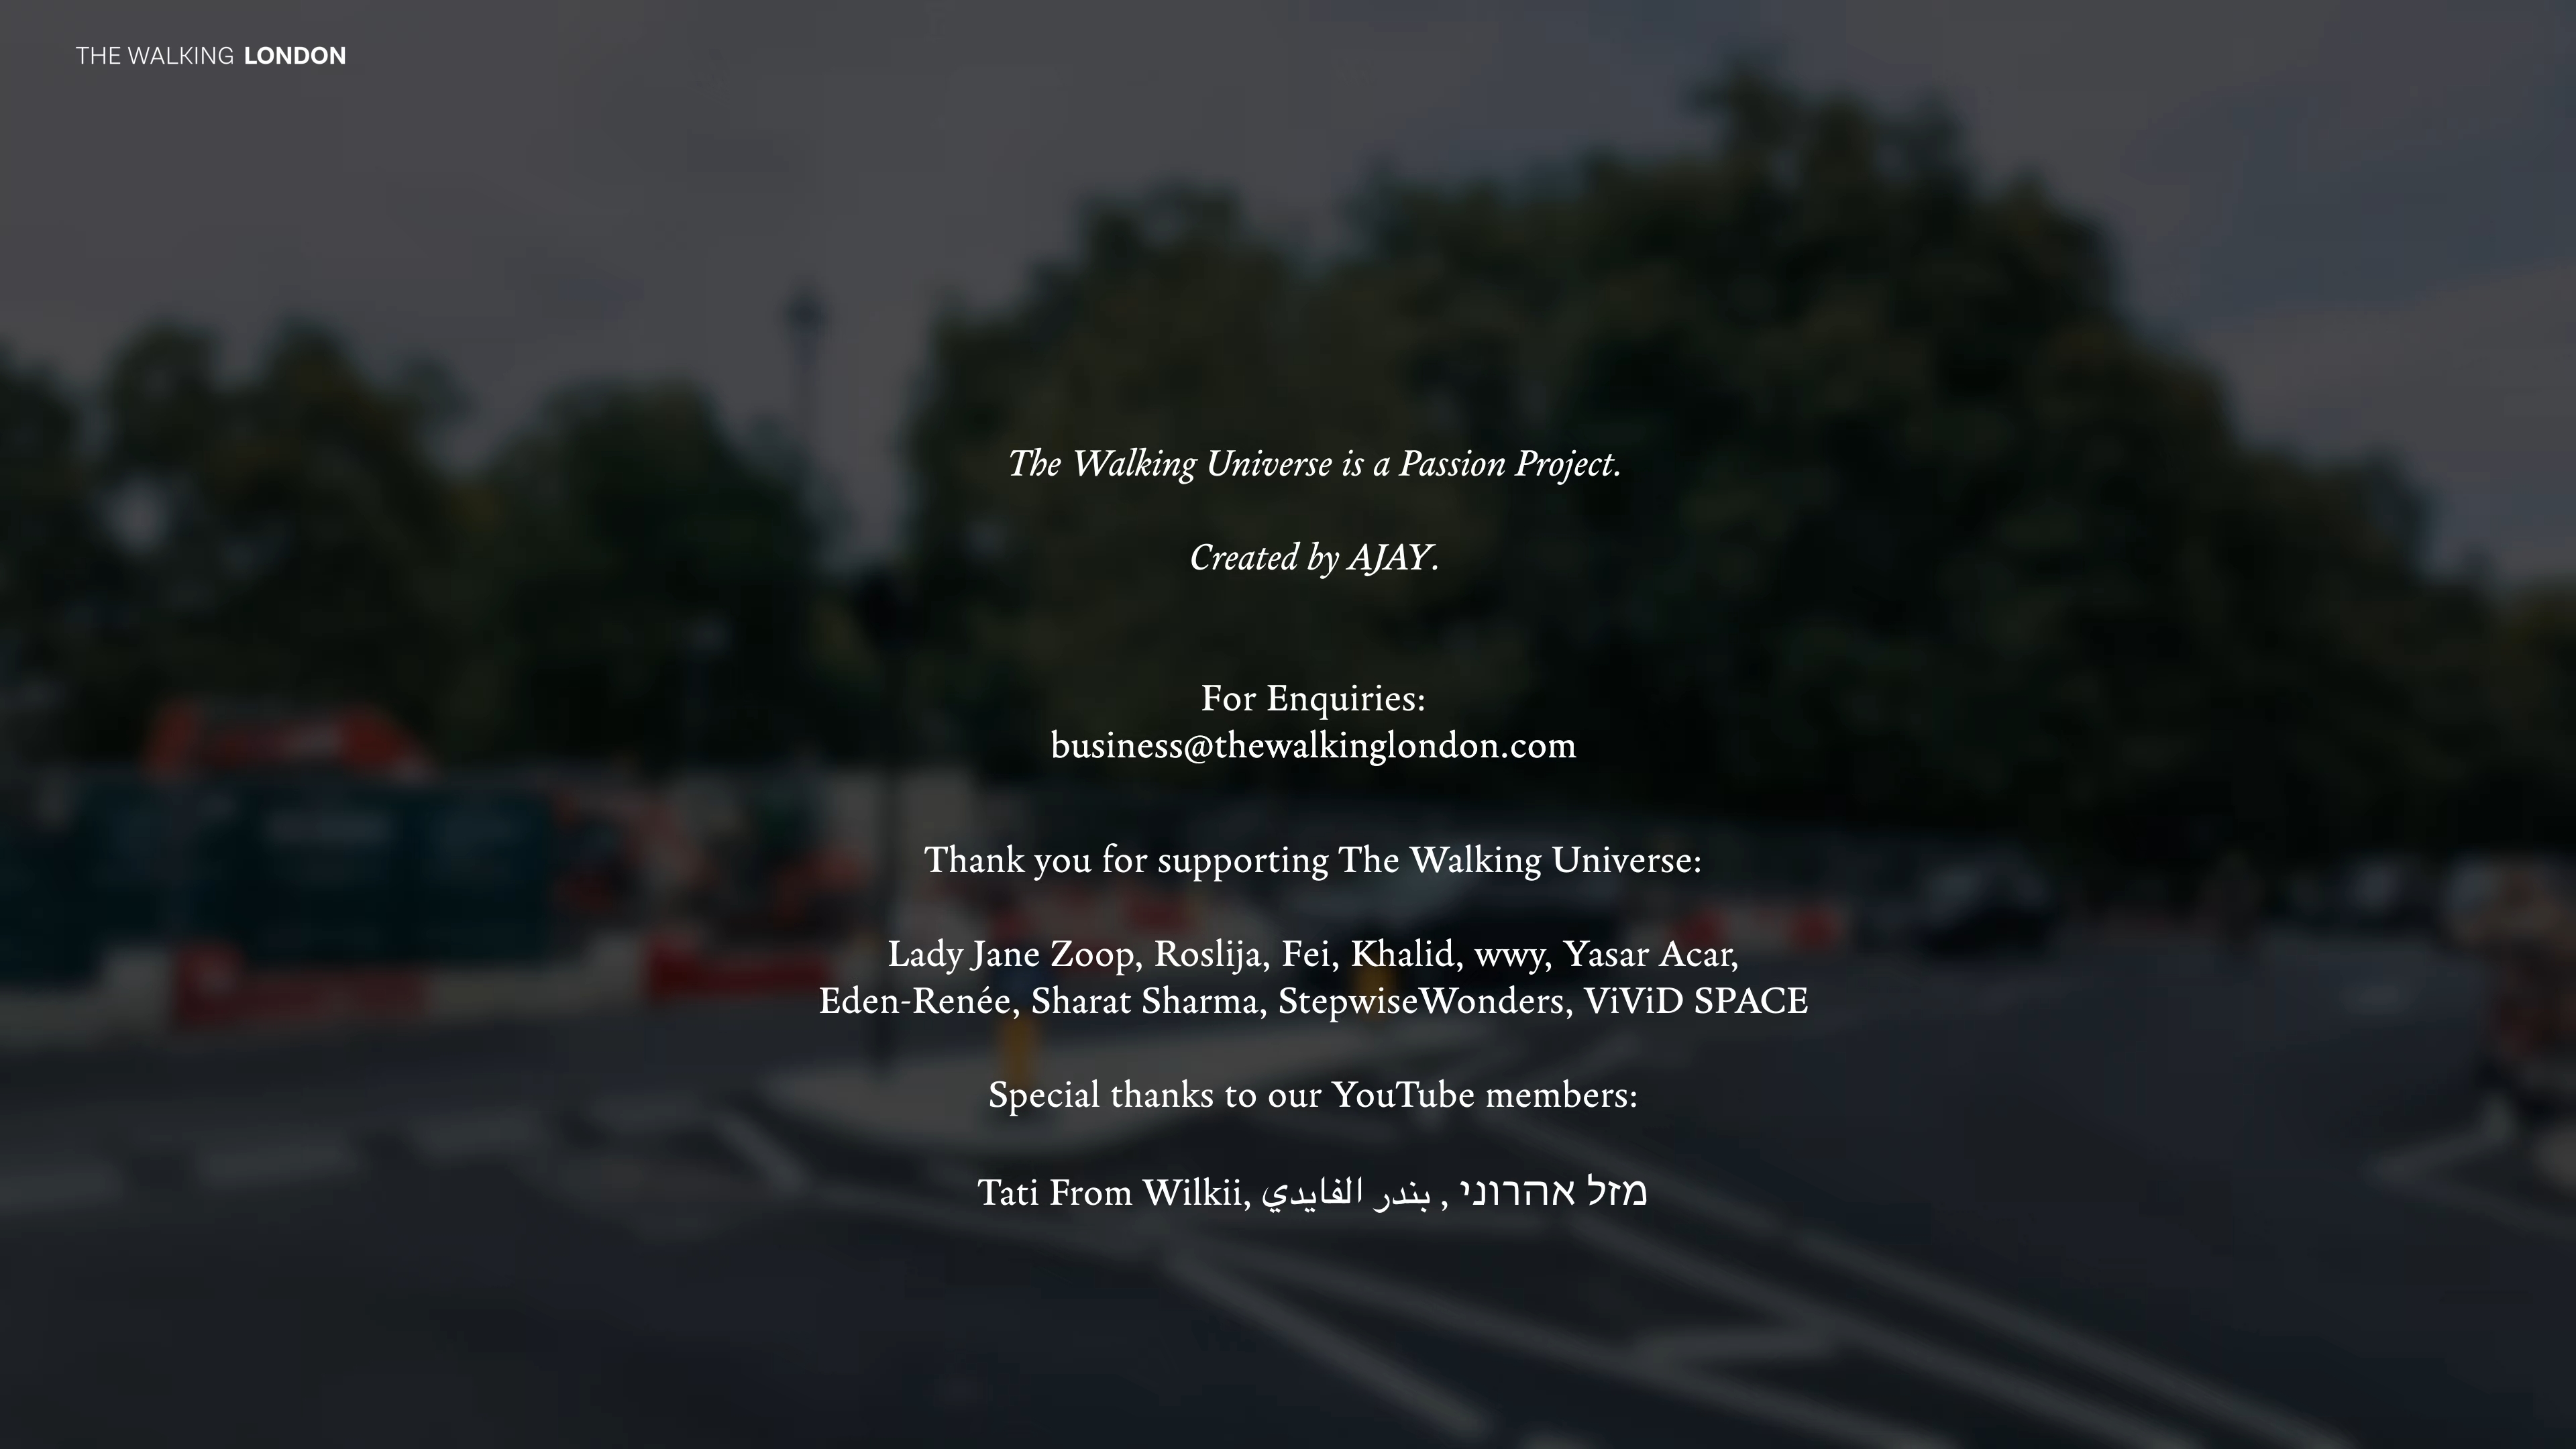 THE WALKING LONDON
The Walking Universe is a Passion Project.
Created by AJAY.
For Enquiries:
business@thewalkinglondon.com
Thank you for supporting The Walking Universe:
Lady Jane Zoop, Roslija, Fei, Khalid, wwy, Yasar Acar,
Eden-Renée, Sharat Sharma, StepwiseWonders, ViViD SPACE
Special thanks to our YouTube members:
Tati From Wilkii, بندر الفايدي , מזל אהרוני